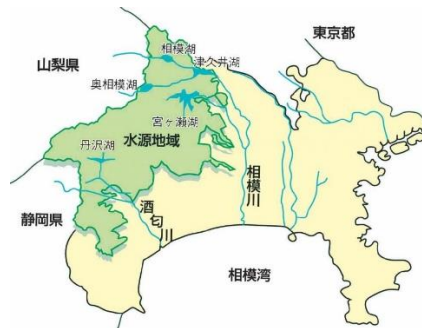 相模湖
津久井湖
東京都
山梨県
奥相模湖
宮ヶ瀬湖
水源地域
丹沢湖
相模川
静岡県
酒匂川
相模湾